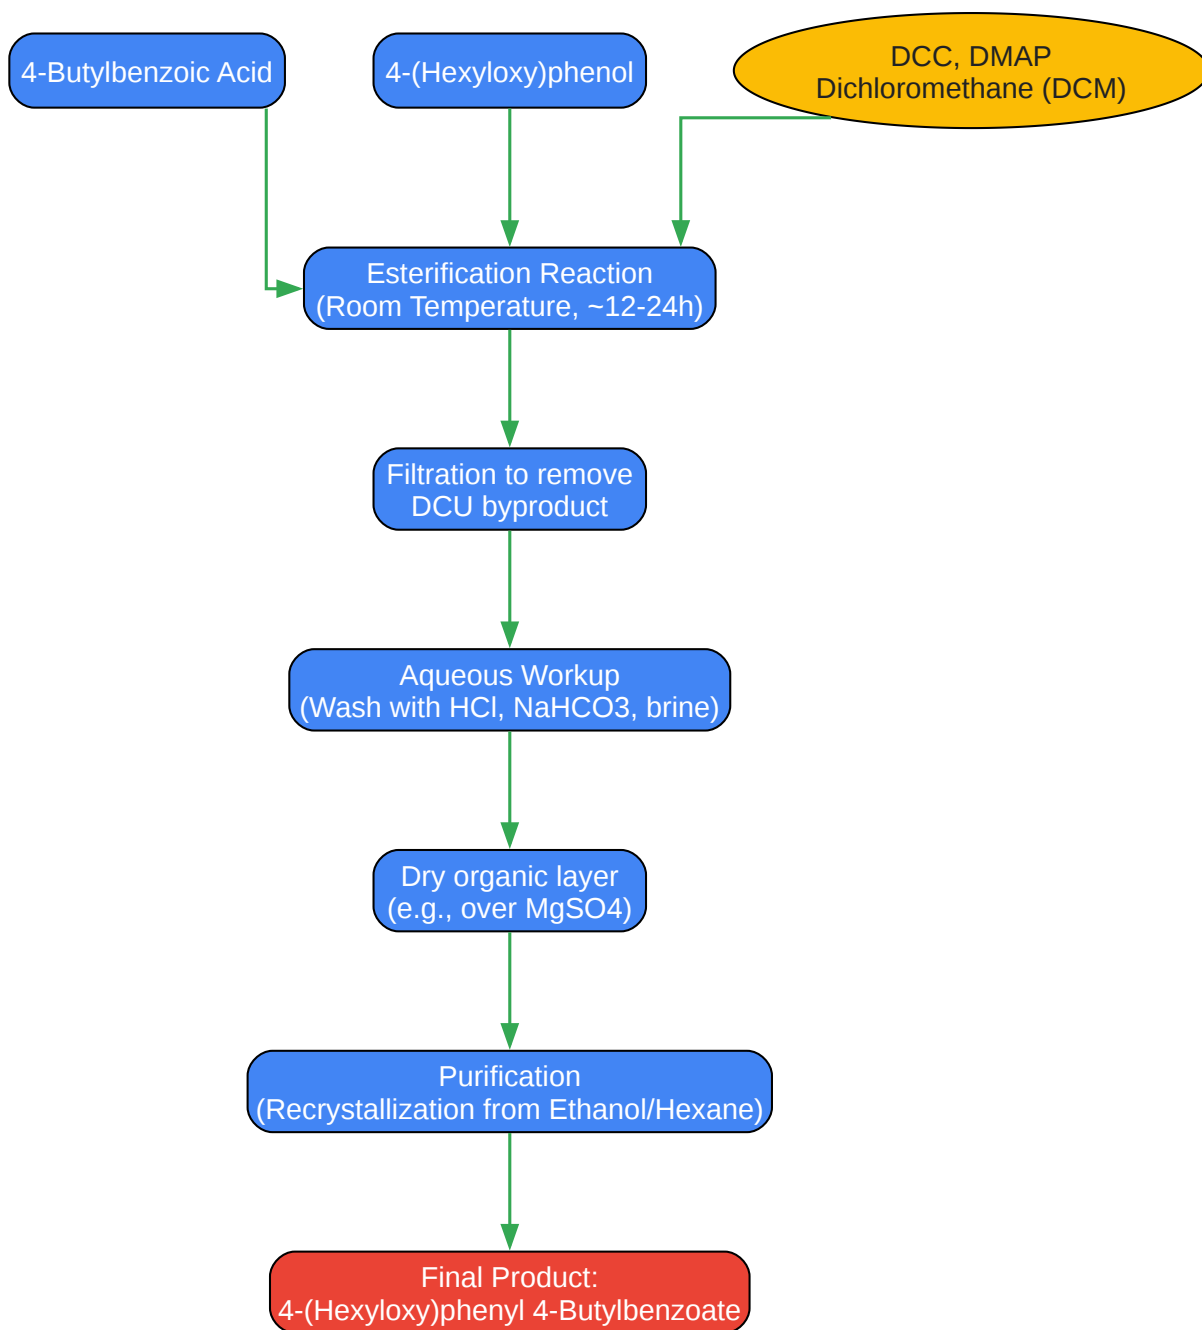 4-Butylbenzoic Acid
4-(Hexyloxy)phenol
DCC, DMAP
Dichloromethane (DCM)
Esterification Reaction
(Room Temperature, ~12-24h)
Filtration to remove
DCU byproduct
Aqueous Workup
(Wash with HCl, NaHCO3, brine)
Dry organic layer
(e.g., over MgSO4)
Purification
(Recrystallization from Ethanol/Hexane)
Final Product:
4-(Hexyloxy)phenyl 4-Butylbenzoate